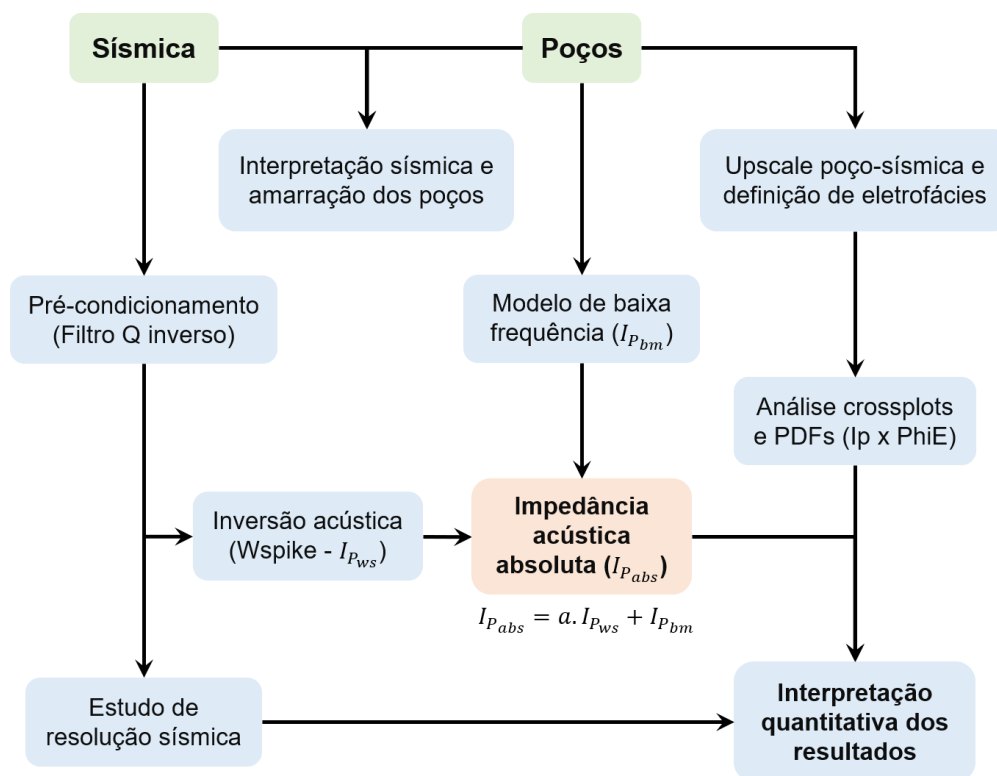 Sísmica
Poços
Interpretação sísmica e
amarração dos poços
Upscale poço-sísmica e
definição de eletrofácies
Pré-condicionamento
(Filtro Q inverso)
Modelo de baixa
frequência (I_{P_{bm}})
Análise crossplots
e PDFs (Ip x PhiE)
Inversão acústica
(Wspike - I_{P_{ws}})
Impedância
acústica
absoluta (I_{P_{abs}})
I_{P_{abs}} = a. I_{P_{ws}} + I_{P_{bm}}
Estudo de
resolução sísmica
Interpretação
quantitativa dos
resultados